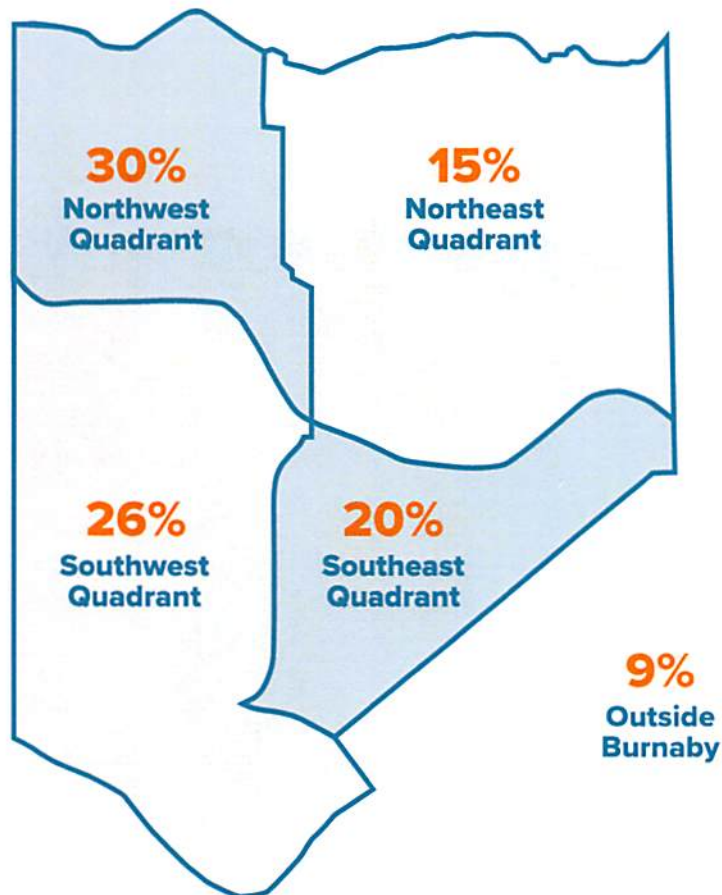 30%
Northwest
Quadrant
15%
Northeast
Quadrant
26%
Southwest
Quadrant
20%
Southeast
Quadrant
9%
Outside
Burnaby